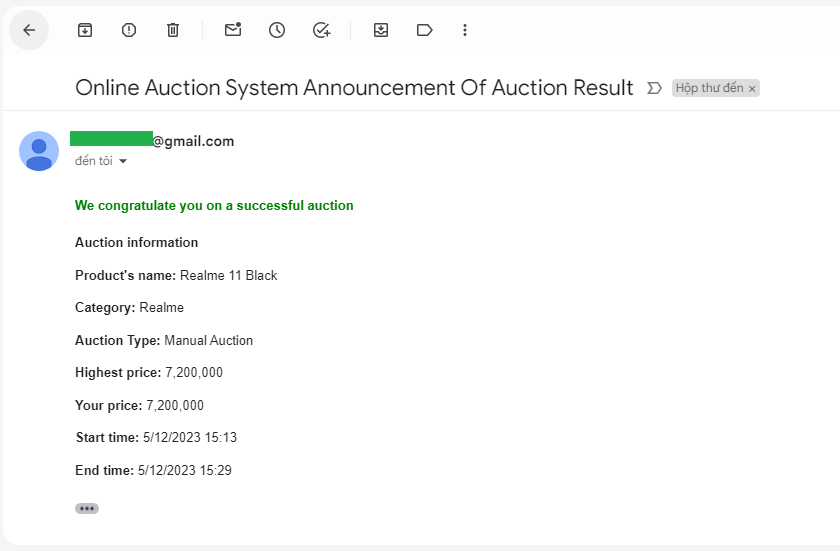 Online Auction System Announcement Of Auction Result
Hộp thư đến ×
@gmail.com
đến tôi
We congratulate you on a successful auction
Auction information
Product's name: Realme 11 Black
Category: Realme
Auction Type: Manual Auction
Highest price: 7,200,000
Your price: 7,200,000
Start time: 5/12/2023 15:13
End time: 5/12/2023 15:29